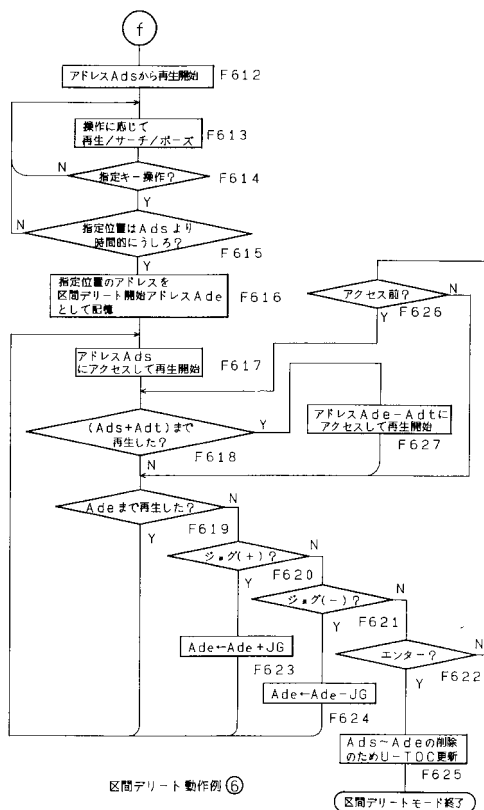 f
アドレスAdsから再生開始
F612
操作に応じて
再生/サーチ/ポーズ
F613
N
指定キー操作?
F614
Y
N
指定位置はAdsより
時間的にうしろ?
F615
Y
指定位置のアドレスを
区間デリート開始アドレスAde
として記憶
F616
アクセス前?
N
F626
Y
アドレスAds
にアクセスして再生開始
F617
(Ads+Adt)まで
再生した?
Y
F618
N
アドレスAde-Adtに
アクセスして再生開始
F627
Adeまで再生した?
N
F619
Y
ジョグ(+)?
N
F620
Y
ジョグ(-)?
N
F621
Y
Ade←Ade+JG
F623
エンター?
N
F622
Y
Ade←Ade-JG
F624
Ads~Adeの削除
のためU-TOC更新
F625
区間デリート動作例⑥
区間デリートモード終了